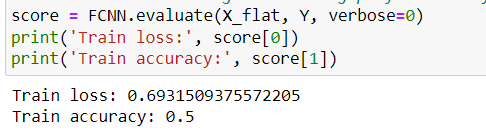 score = FCNN.evaluate(X_flat, Y, verbose=0)
print('Train loss:', score[0])
print('Train accuracy:', score[1])
Train loss: 0.6931509375572205
Train accuracy: 0.5